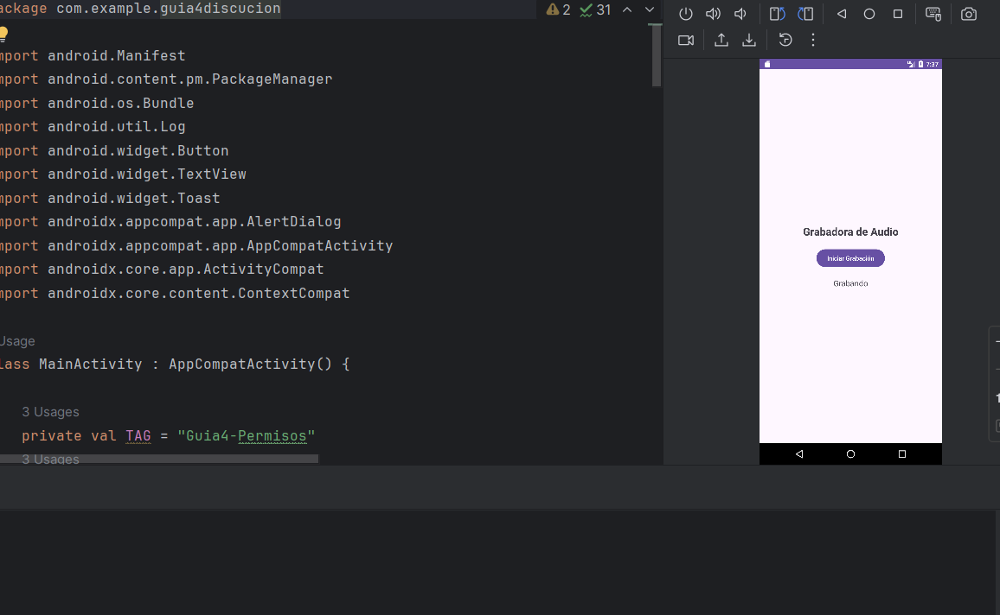 ackage com.example.guia4discucion
2 31
mport android.Manifest
mport android.content.pm.PackageManager
mport android.os.Bundle
mport android.util.Log
mport android.widget.Button
mport android.widget.TextView
mport android.widget.Toast
mport androidx.appcompat.app.AlertDialog
mport androidx.appcompat.app.AppCompatActivity
mport androidx.core.app.ActivityCompat
mport androidx.core.content.ContextCompat
Usage
lass MainActivity : AppCompatActivity() {
3 Usages
private val TAG = "Guia4-Permisos"
3 Usages
7:37
Grabadora de Audio
Iniciar Grabación
Grabando